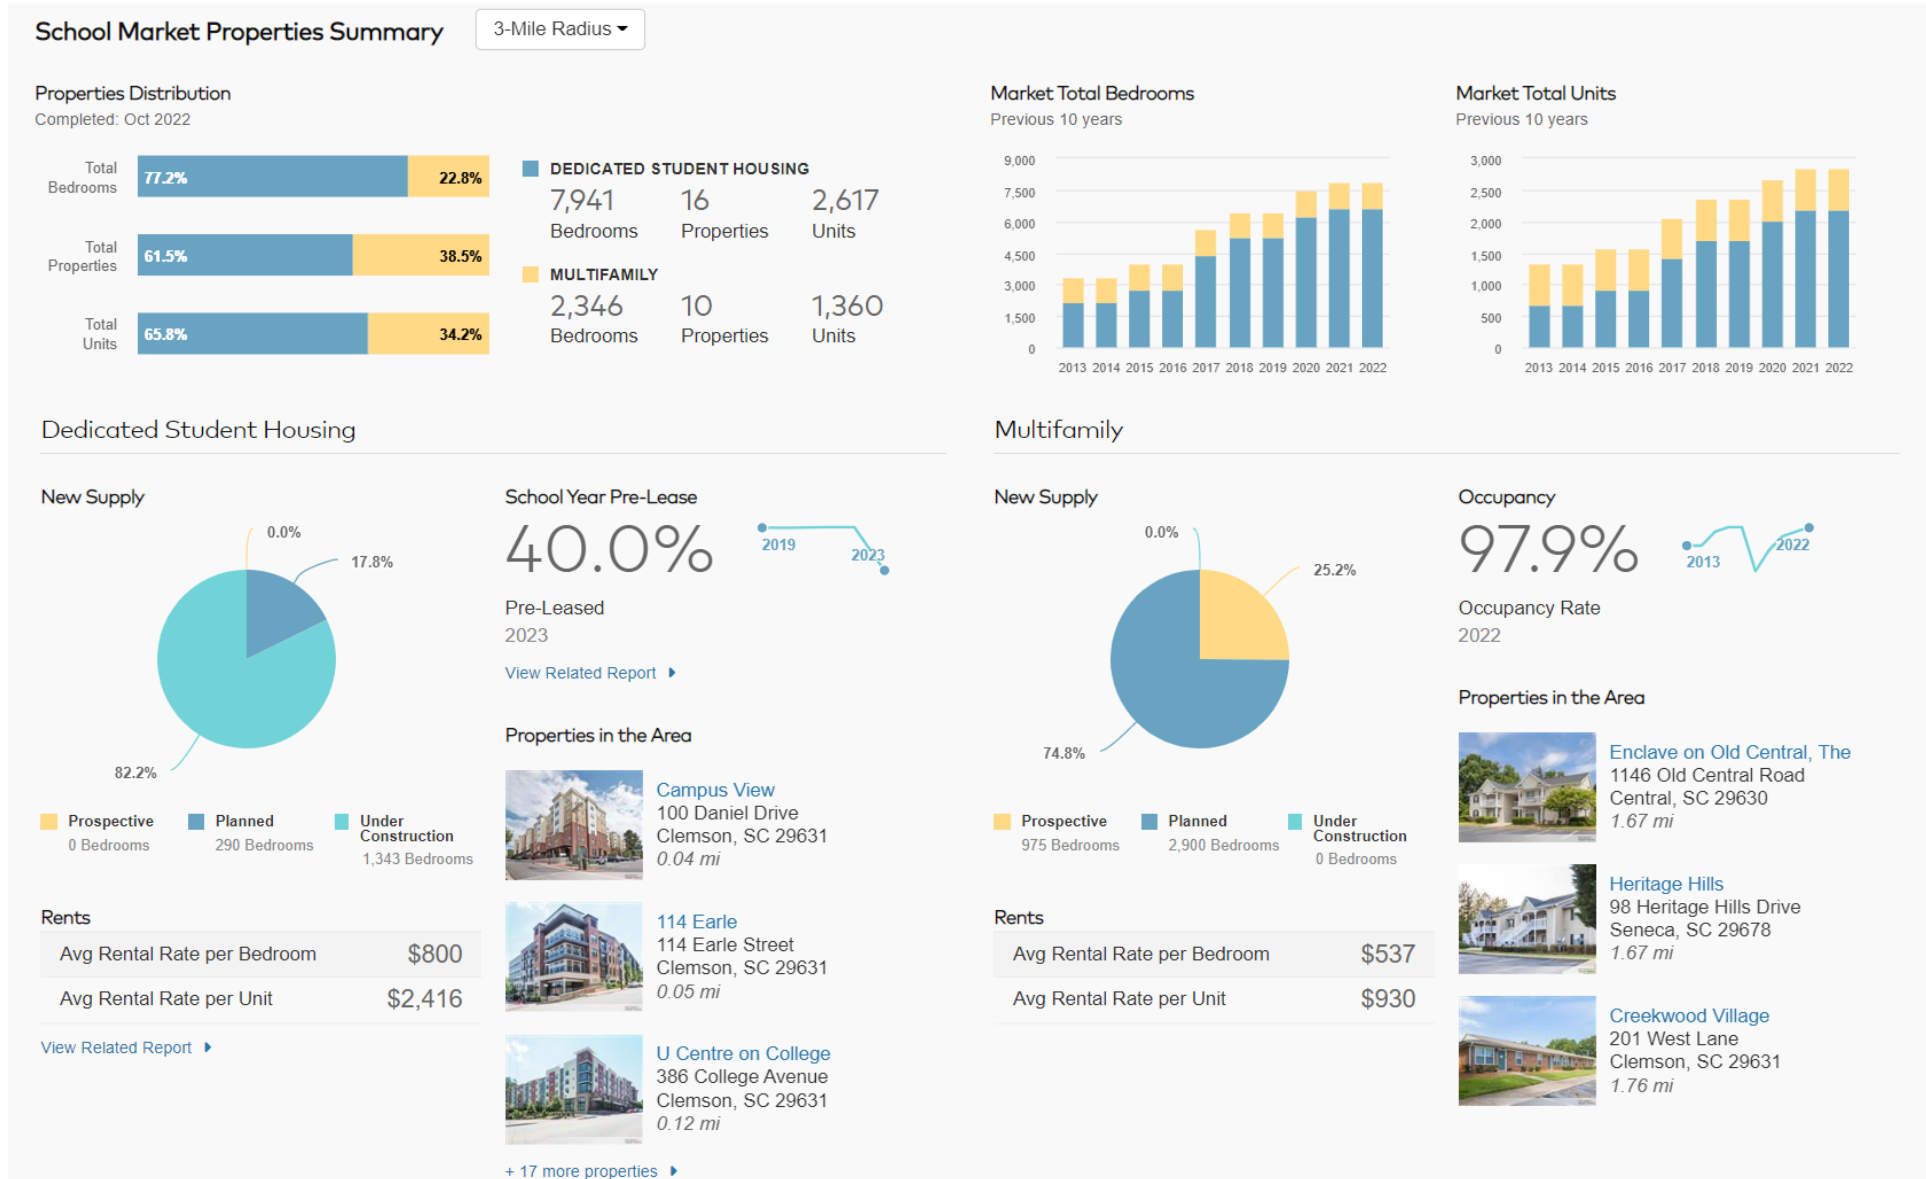 School Market Properties Summary
3-Mile Radius
Properties Distribution
Completed: Oct 2022
Total
Bedrooms
77.2%
22.8%
Total
Properties
61.5%
38.5%
Total
Units
65.8%
34.2%
DEDICATED STUDENT HOUSING
7,941 16 2,617
Bedrooms Properties Units
MULTIFAMILY
2,346 10 1,360
Bedrooms Properties Units
Market Total Bedrooms
Previous 10 years
9,000
7,500
6,000
4,500
3,000
1,500
0
2013 2014 2015 2016 2017 2018 2019 2020 2021 2022
Market Total Units
Previous 10 years
3,000
2,500
2,000
1,500
1,000
500
0
2013 2014 2015 2016 2017 2018 2019 2020 2021 2022
Dedicated Student Housing
New Supply
0.0%
17.8%
82.2%
Prospective
0 Bedrooms
Planned
290 Bedrooms
Under
Construction
1,343 Bedrooms
Rents
Avg Rental Rate per Bedroom $800
Avg Rental Rate per Unit $2,416
View Related Report
School Year Pre-Lease
40.0%
2019
2023
Pre-Leased
2023
View Related Report
Properties in the Area
Campus View
100 Daniel Drive
Clemson, SC 29631
0.04 mi
114 Earle
114 Earle Street
Clemson, SC 29631
0.05 mi
U Centre on College
386 College Avenue
Clemson, SC 29631
0.12 mi
+ 17 more properties
Multifamily
New Supply
0.0%
25.2%
74.8%
Prospective
975 Bedrooms
Planned
2,900 Bedrooms
Under
Construction
0 Bedrooms
Rents
Avg Rental Rate per Bedroom $537
Avg Rental Rate per Unit $930
Occupancy
97.9%
2013
2022
Occupancy Rate
2022
Properties in the Area
Enclave on Old Central, The
1146 Old Central Road
Central, SC 29630
1.67 mi
Heritage Hills
98 Heritage Hills Drive
Seneca, SC 29678
1.67 mi
Creekwood Village
201 West Lane
Clemson, SC 29631
1.76 mi